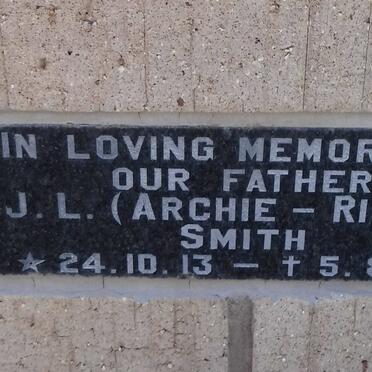 IN LOVING MEMOR
OUR FATHER
J.L. (ARCHIE – RI
SMITH
☆ 24.10.13 – † 5.